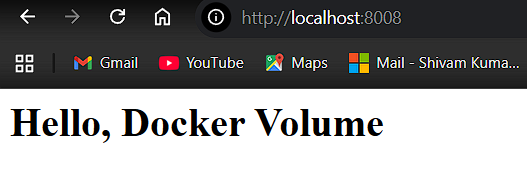 http://localhost:8008
Gmail YouTube Maps Mail - Shivam Kuma...
Hello, Docker Volume